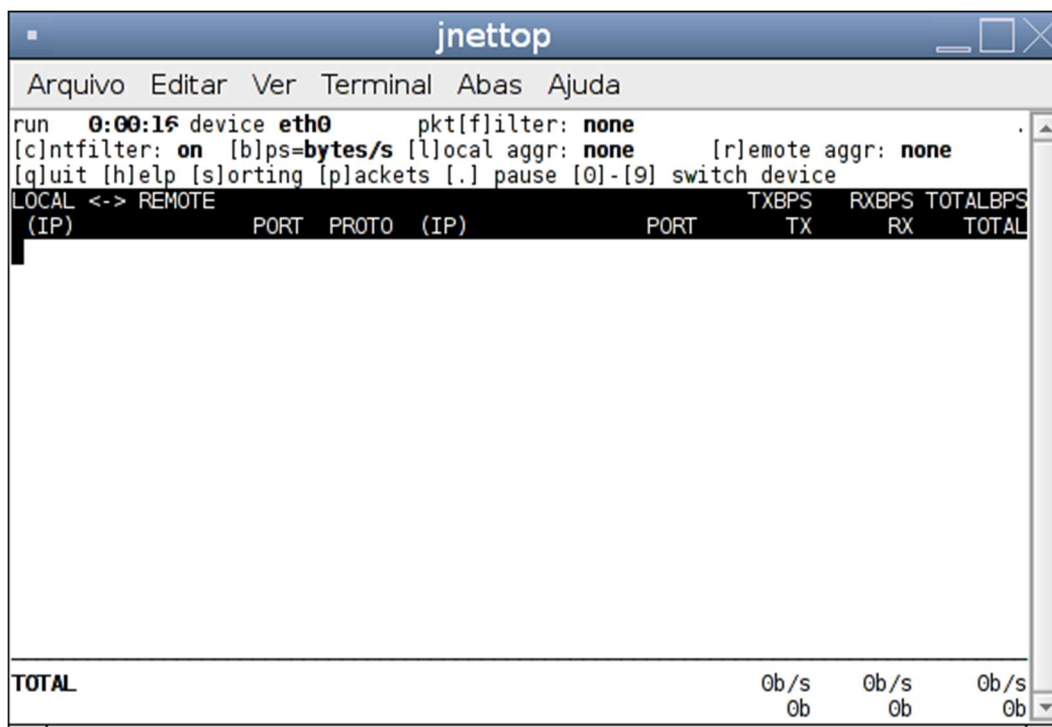 jnettop
Arquivo Editar Ver Terminal Abas Ajuda
run 0:00:16 device eth0 pkt[f]ilter: none .
[c]ntfilter: on [b]ps=bytes/s [l]ocal aggr: none [r]emote aggr: none
[q]uit [h]elp [s]orting [p]ackets [.] pause [0]-[9] switch device
LOCAL <-> REMOTE TXBPS RXBPS TOTALBPS
(IP) PORT PROTO (IP) PORT TX RX TOTAL
TOTAL 0b/s 0b/s 0b/s
0b 0b 0b